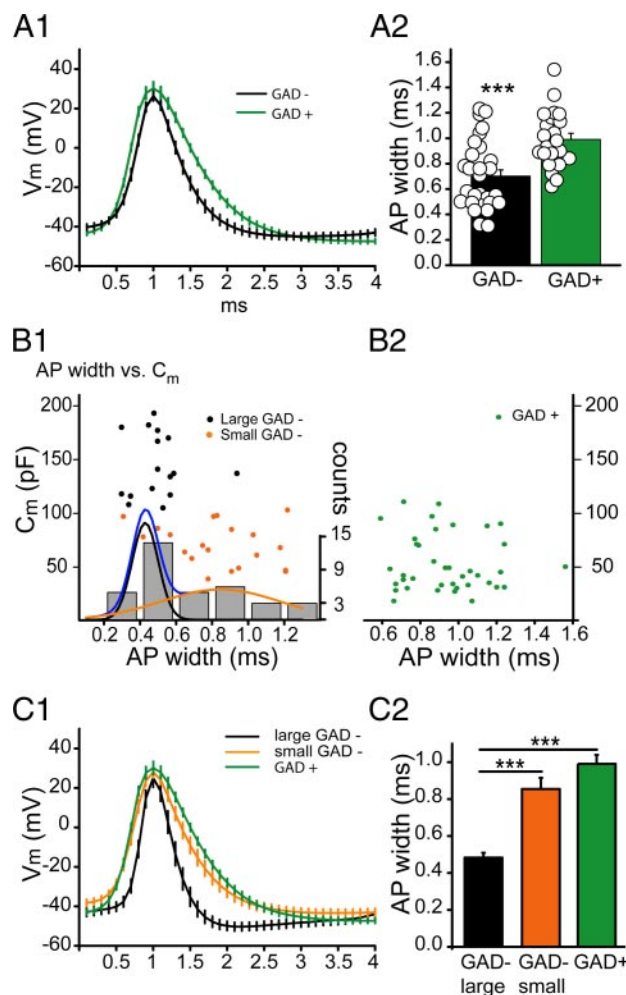 A1
40
20
0
-20
-40
-60
Vm (mV)
GAD -
GAD +
0.5 1 1.5 2 2.5 3 3.5 4
ms
A2
1.6
1.4
1.2
1.0
0.8
0.6
0.4
0.2
0.0
AP width (ms)
***
GAD- GAD+
B1
AP width vs. Cm
200
150
100
50
Cm (pF)
Large GAD -
Small GAD -
counts
15
9
3
0.2 0.4 0.6 0.8 1.0 1.2
AP width (ms)
B2
GAD +
200
150
100
50
0.6 0.8 1.0 1.2 1.4 1.6
AP width (ms)
C1
40
20
0
-20
-40
-60
Vm (mV)
large GAD -
small GAD -
GAD +
0.5 1 1.5 2 2.5 3 3.5 4
C2
1.0
0.8
0.6
0.4
0.2
0.0
AP width (ms)
***
***
GAD- GAD- GAD+
large small